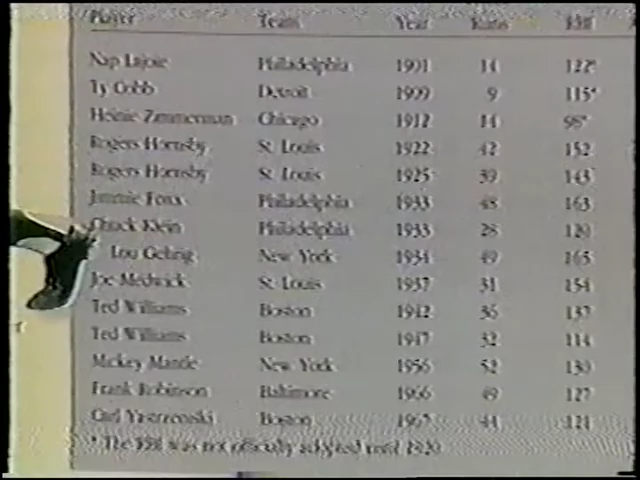 Player Team Year Runs RBI
Nap Lajoie Philadelphia 1901 14 122*
Ty Cobb Detroit 1909 9 115*
Heinie Zimmerman Chicago 1912 14 98*
Rogers Hornsby St. Louis 1922 42 152
Rogers Hornsby St. Louis 1925 39 143
Jimmie Foxx Philadelphia 1933 48 163
Chuck Klein Philadelphia 1933 28 120
Lou Gehrig New York 1934 49 165
Joe Medwick St. Louis 1937 31 154
Ted Williams Boston 1942 36 137
Ted Williams Boston 1947 32 114
Mickey Mantle New York 1956 52 130
Frank Robinson Baltimore 1966 49 127
Carl Yastrzemski Boston 1967 44 121
* The RBI was not officially adopted until 1920